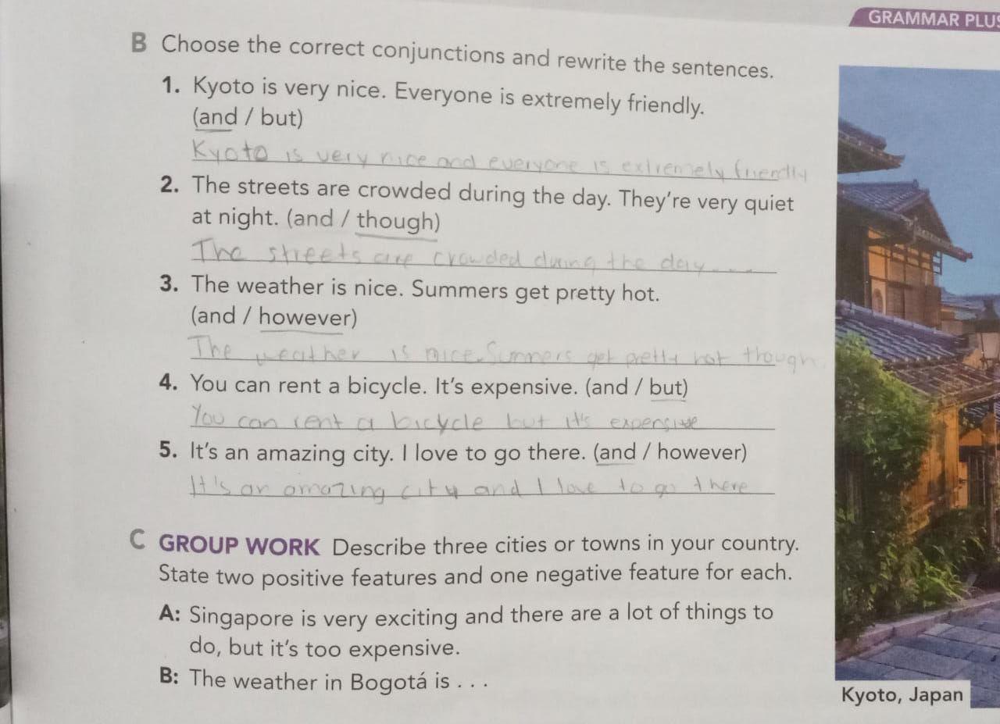 GRAMMAR PLUS
B Choose the correct conjunctions and rewrite the sentences.
1. Kyoto is very nice. Everyone is extremely friendly.
(and / but)
Kyoto is very nice and everyone is extremely friendly
2. The streets are crowded during the day. They're very quiet
at night. (and / though)
The streets are crowded during the day....
3. The weather is nice. Summers get pretty hot.
(and / however)
The weather is nice. Summers get pretty hot though.
4. You can rent a bicycle. It's expensive. (and / but)
You can rent a bicycle but it's expensive
5. It's an amazing city. I love to go there. (and / however)
It's an amazing city and I love to go there
C GROUP WORK Describe three cities or towns in your country.
State two positive features and one negative feature for each.
A: Singapore is very exciting and there are a lot of things to
do, but it's too expensive.
B: The weather in Bogotá is . . .
Kyoto, Japan